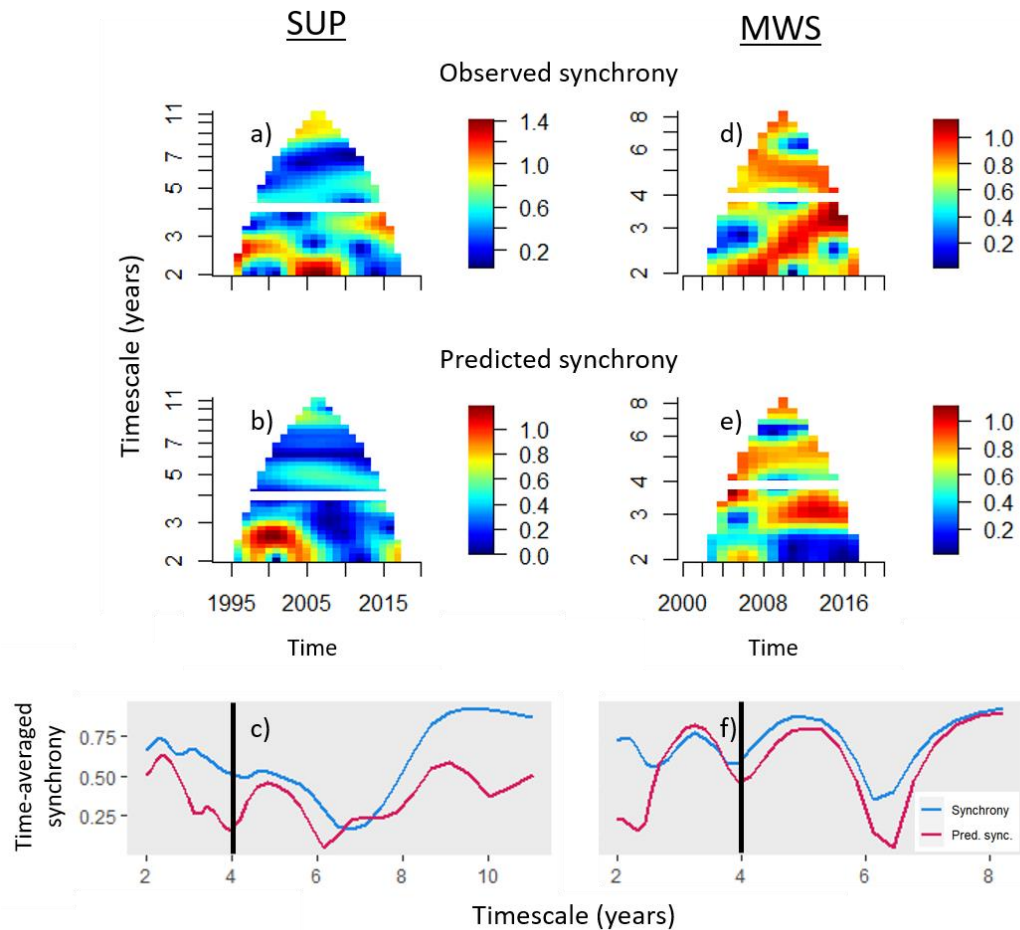 SUP
MWS
Observed synchrony
a)
11
7
5
3
2
1.4
1.0
0.6
0.2
d)
8
6
4
3
2
1.0
0.8
0.6
0.4
0.2
Timescale (years)
Predicted synchrony
b)
11
7
5
3
2
1.0
0.8
0.6
0.4
0.2
0.0
1995 2005 2015
Time
e)
8
6
4
3
2
1.0
0.8
0.6
0.4
0.2
2000 2008 2016
Time
Time-averaged
synchrony
0.75
0.50
0.25
c)
2 4 6 8 10
f)
Synchrony
Pred. sync.
2 4 6 8
Timescale (years)